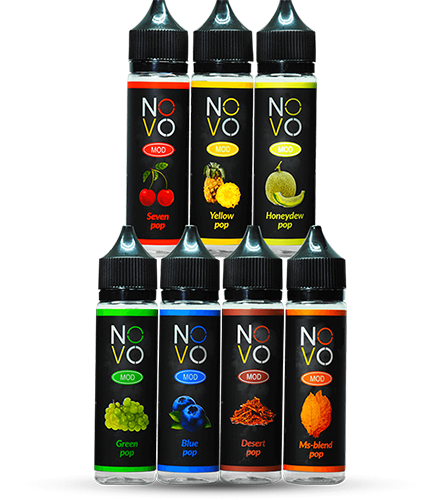 NO
VO
MOD
Seven
pop
NO
VO
MOD
Yellow
pop
NO
VO
MOD
Honeydew
pop
NO
VO
MOD
Green
pop
NO
VO
MOD
Blue
pop
NO
VO
MOD
Desert
pop
NO
VO
MOD
Ms-blend
pop